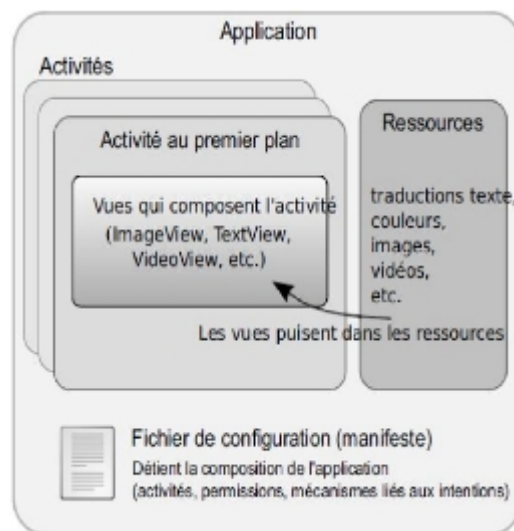 Application
Activités
Activité au premier plan
Vues qui composent l'activité
(ImageView, TextView,
VideoView, etc.)
Ressources
traductions texte,
couleurs,
images,
vidéos,
etc.
Les vues puisent dans les ressources
Fichier de configuration (manifeste)
Détient la composition de l'application
(activités, permissions, mécanismes liés aux intentions)